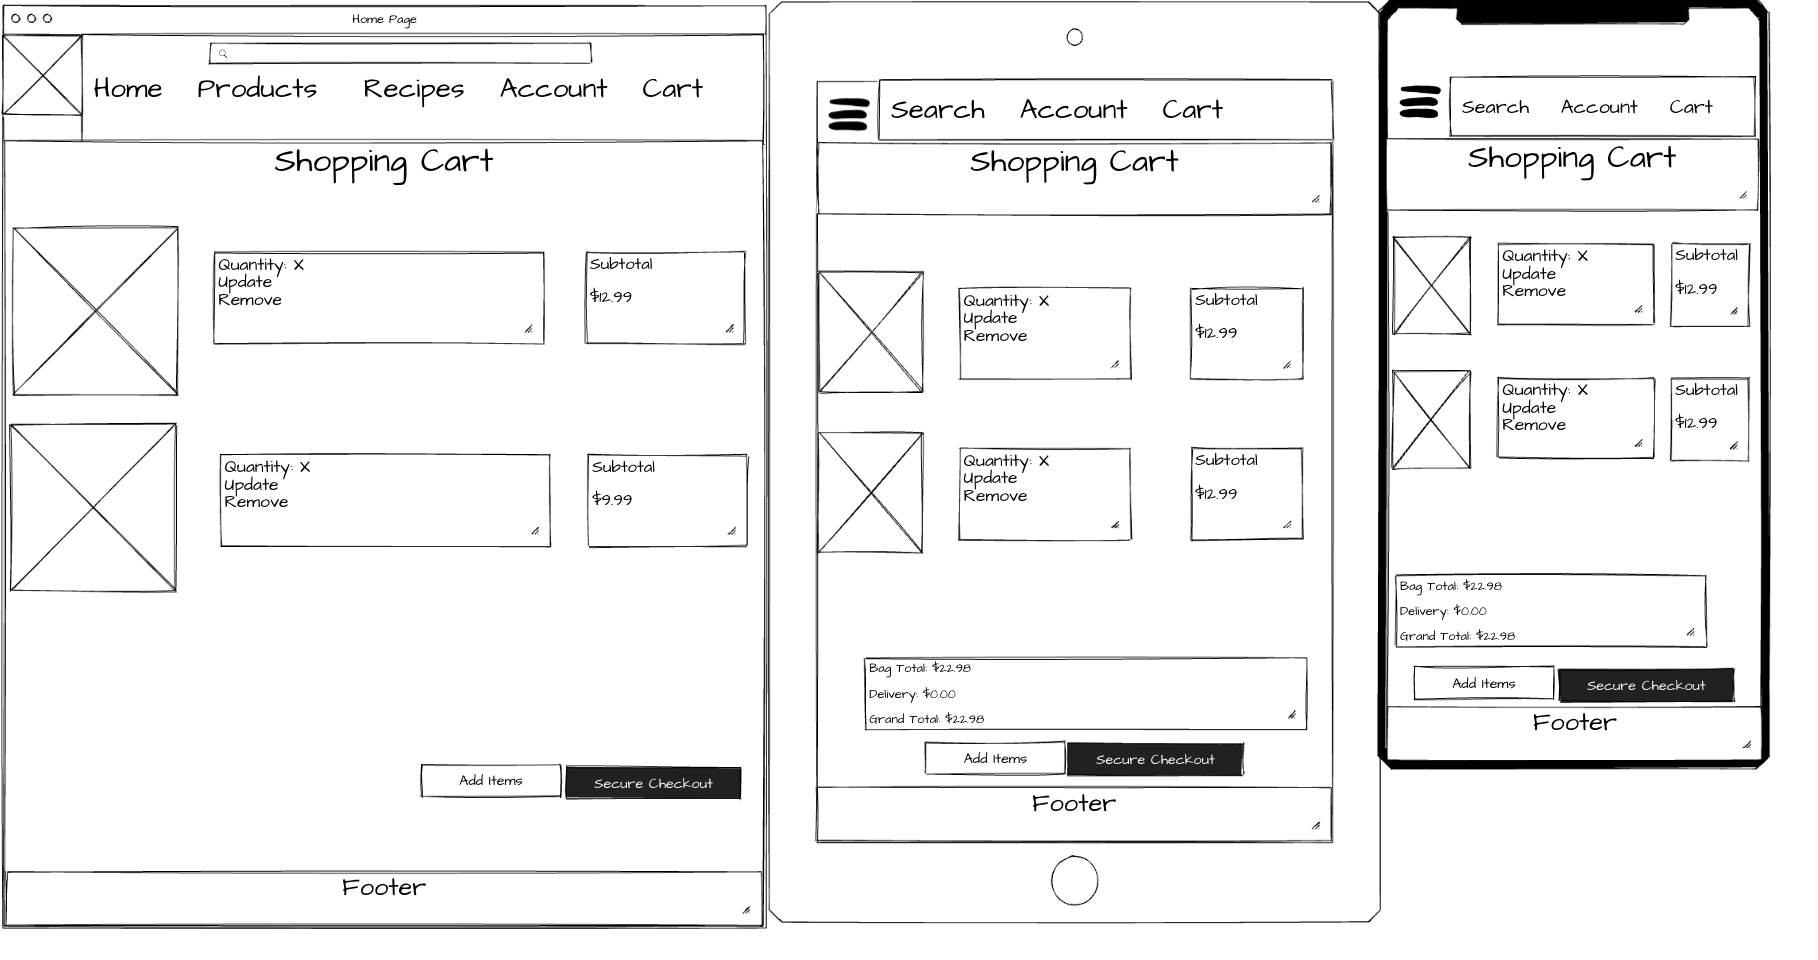 Home Page
Home Products Recipes Account Cart
Shopping Cart
Quantity: X
Update
Remove
Subtotal
$12.99
Quantity: X
Update
Remove
Subtotal
$9.99
Add Items
Secure Checkout
Footer
Search Account Cart
Shopping Cart
Quantity: X
Update
Remove
Subtotal
$12.99
Quantity: X
Update
Remove
Subtotal
$12.99
Bag Total: $22.98
Delivery: $0.00
Grand Total: $22.98
Add Items
Secure Checkout
Footer
Search Account Cart
Shopping Cart
Quantity: X
Update
Remove
Subtotal
$12.99
Quantity: X
Update
Remove
Subtotal
$12.99
Bag Total: $22.98
Delivery: $0.00
Grand Total: $22.98
Add Items
Secure Checkout
Footer